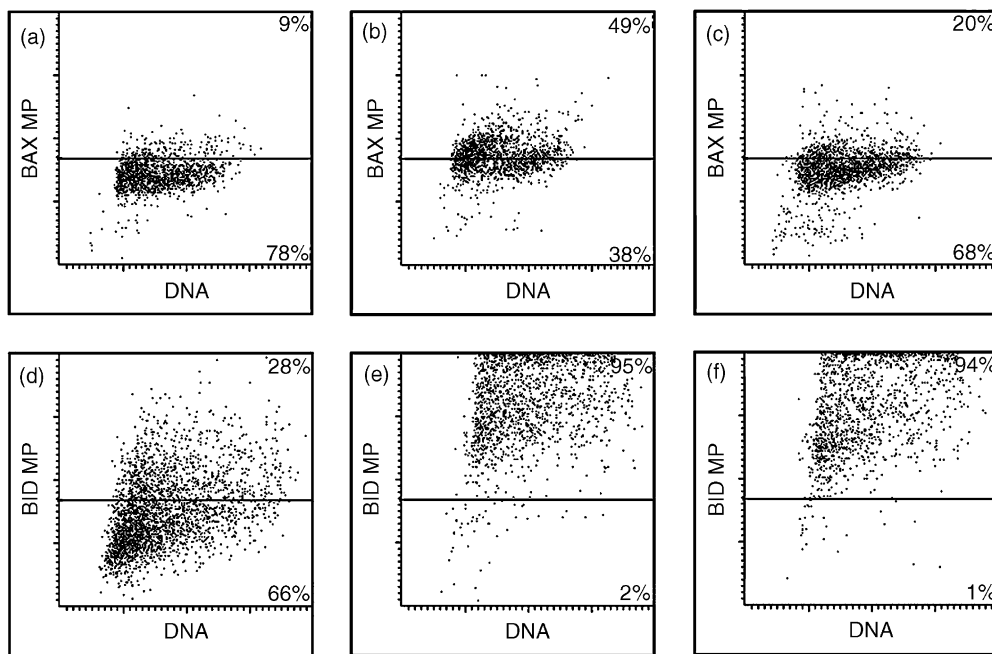 (a)
9%
BAX MP
78%
DNA
(b)
49%
BAX MP
38%
DNA
(c)
20%
BAX MP
68%
DNA
(d)
28%
BID MP
66%
DNA
(e)
95%
BID MP
2%
DNA
(f)
94%
BID MP
1%
DNA